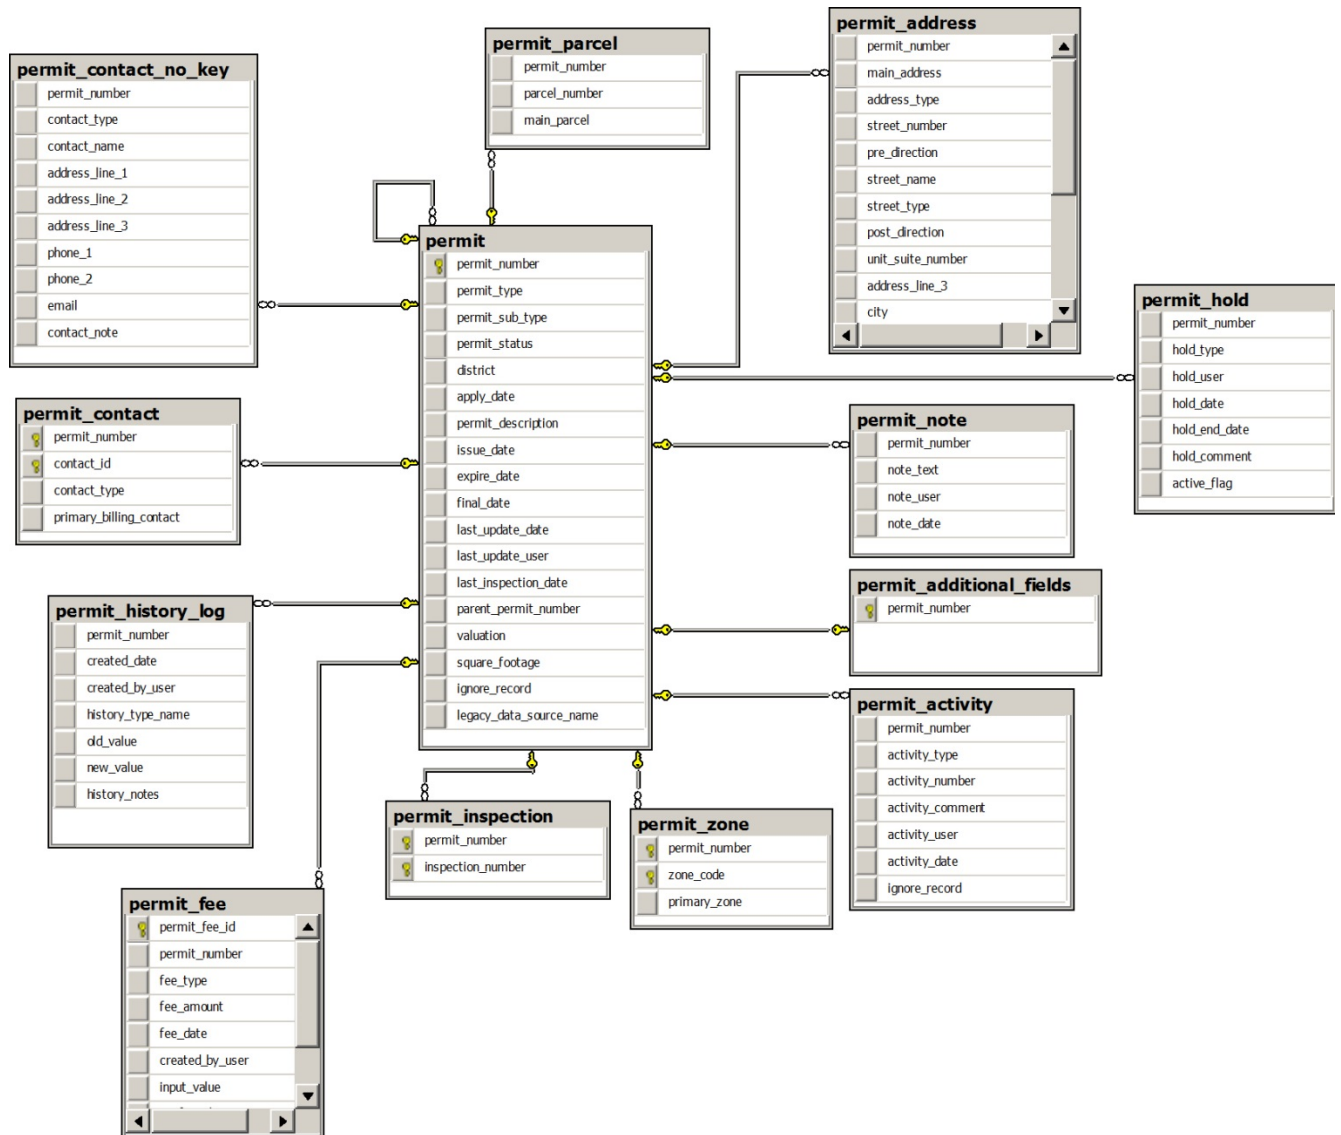 permit_contact_no_key
permit_number
contact_type
contact_name
address_line_1
address_line_2
address_line_3
phone_1
phone_2
email
contact_note
permit_parcel
permit_number
parcel_number
main_parcel
permit_address
permit_number
main_address
address_type
street_number
pre_direction
street_name
street_type
post_direction
unit_suite_number
address_line_3
city
permit
permit_number
permit_type
permit_sub_type
permit_status
district
apply_date
permit_description
issue_date
expire_date
final_date
last_update_date
last_update_user
last_inspection_date
parent_permit_number
valuation
square_footage
ignore_record
legacy_data_source_name
permit_hold
permit_number
hold_type
hold_user
hold_date
hold_end_date
hold_comment
active_flag
permit_contact
permit_number
contact_id
contact_type
primary_billing_contact
permit_note
permit_number
note_text
note_user
note_date
permit_additional_fields
permit_number
permit_history_log
permit_number
created_date
created_by_user
history_type_name
old_value
new_value
history_notes
permit_activity
permit_number
activity_type
activity_number
activity_comment
activity_user
activity_date
ignore_record
permit_inspection
permit_number
inspection_number
permit_zone
permit_number
zone_code
primary_zone
permit_fee
permit_fee_id
permit_number
fee_type
fee_amount
fee_date
created_by_user
input_value